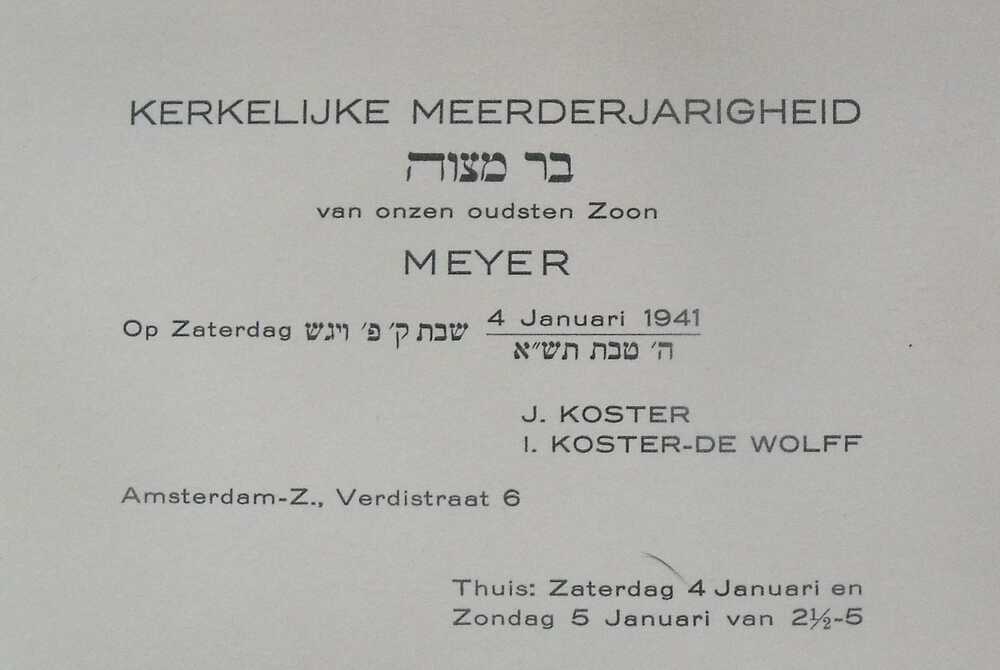 KERKELIJKE MEERDERJARIGHEID
בר מצוה
van onzen oudsten Zoon
MEYER
Op Zaterdag שבת ק׳ פ׳ ויגש 4 Januari 1941
ה׳ טבת תש״א
J. KOSTER
I. KOSTER-DE WOLFF
Amsterdam-Z., Verdistraat 6
Thuis: Zaterdag 4 Januari en
Zondag 5 Januari van 2½-5